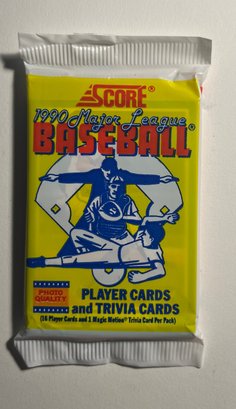 SCORE®
1990 Major League
BASEBALL®
S
PHOTO
QUALITY
PLAYER CARDS
and TRIVIA CARDS
(16 Player Cards and 1 Magic Motion® Trivia Card Per Pack)